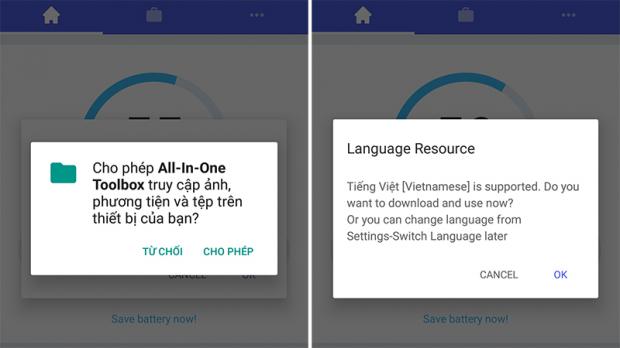 Cho phép All-In-One
Toolbox truy cập ảnh,
phương tiện và tệp trên
thiết bị của bạn?
TỪ CHỐI CHO PHÉP
CANCEL OK
Save battery now!
Language Resource
Tiếng Việt [Vietnamese] is supported. Do you
want to download and use now?
Or you can change language from
Settings-Switch Language later
CANCEL OK
Save battery now!